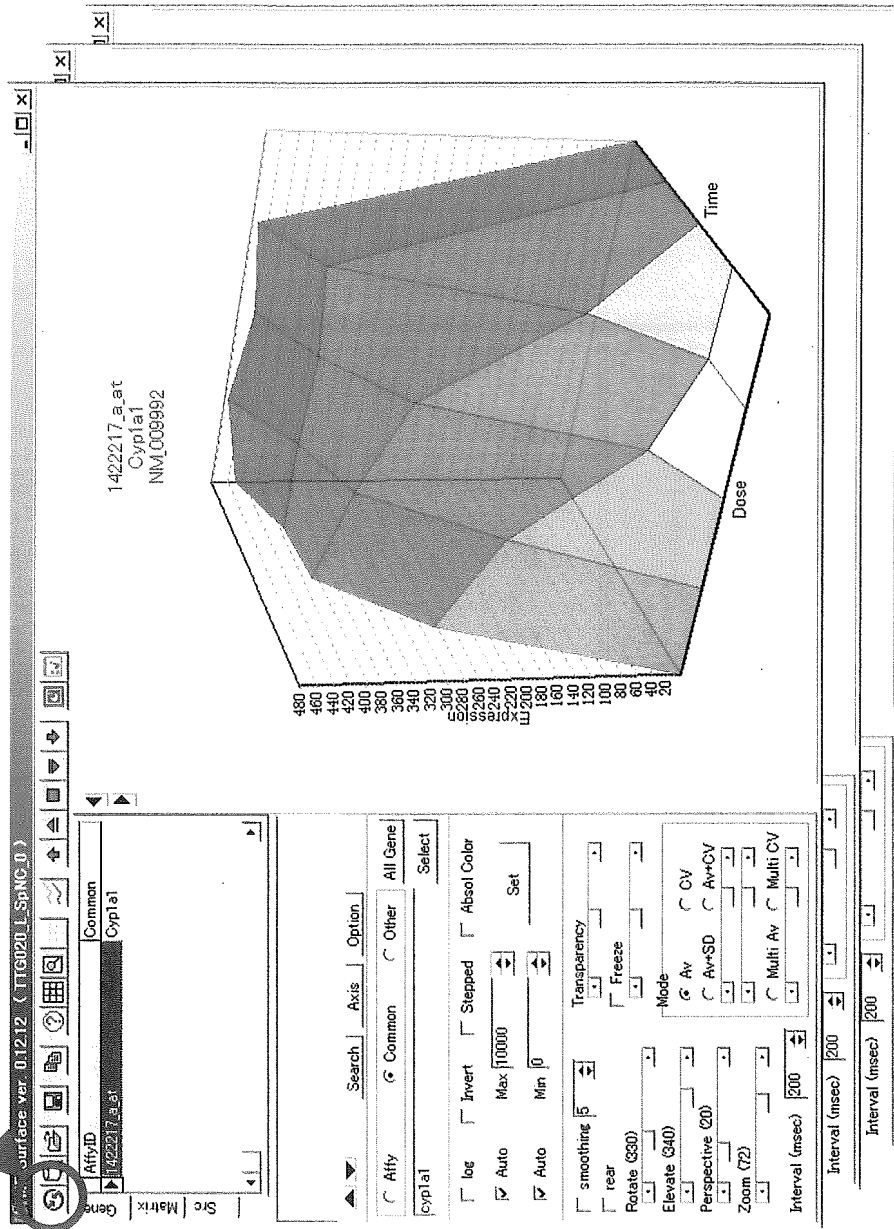 Surface ver 0.12.12 ( TTG020_L_SpNC_0 )
Gene
Matrix
Src
AffyID
Common
1422217_a_at
Cyp1a1
Search
Axis
Option
Affy
Common
Other
All Gene
cyp1a1
Select
log
Invert
Stepped
Absol Color
Auto
Max 10000
Auto
Min 0
Set
smoothing 5
rear
Rotate (330)
Elevate (340)
Perspective (20)
Zoom (72)
Transparency
Freeze
Mode
Av
CV
Av+SD
Av+CV
Multi Av
Multi CV
Interval (msec) 200
Interval (msec) 200
Interval (msec) 200
1422217_a_at
Cyp1a1
NM_009992
480
460
440
420
400
380
360
340
320
300
280
260
240
220
200
180
160
140
120
100
80
60
40
20
Expression
Dose
Time